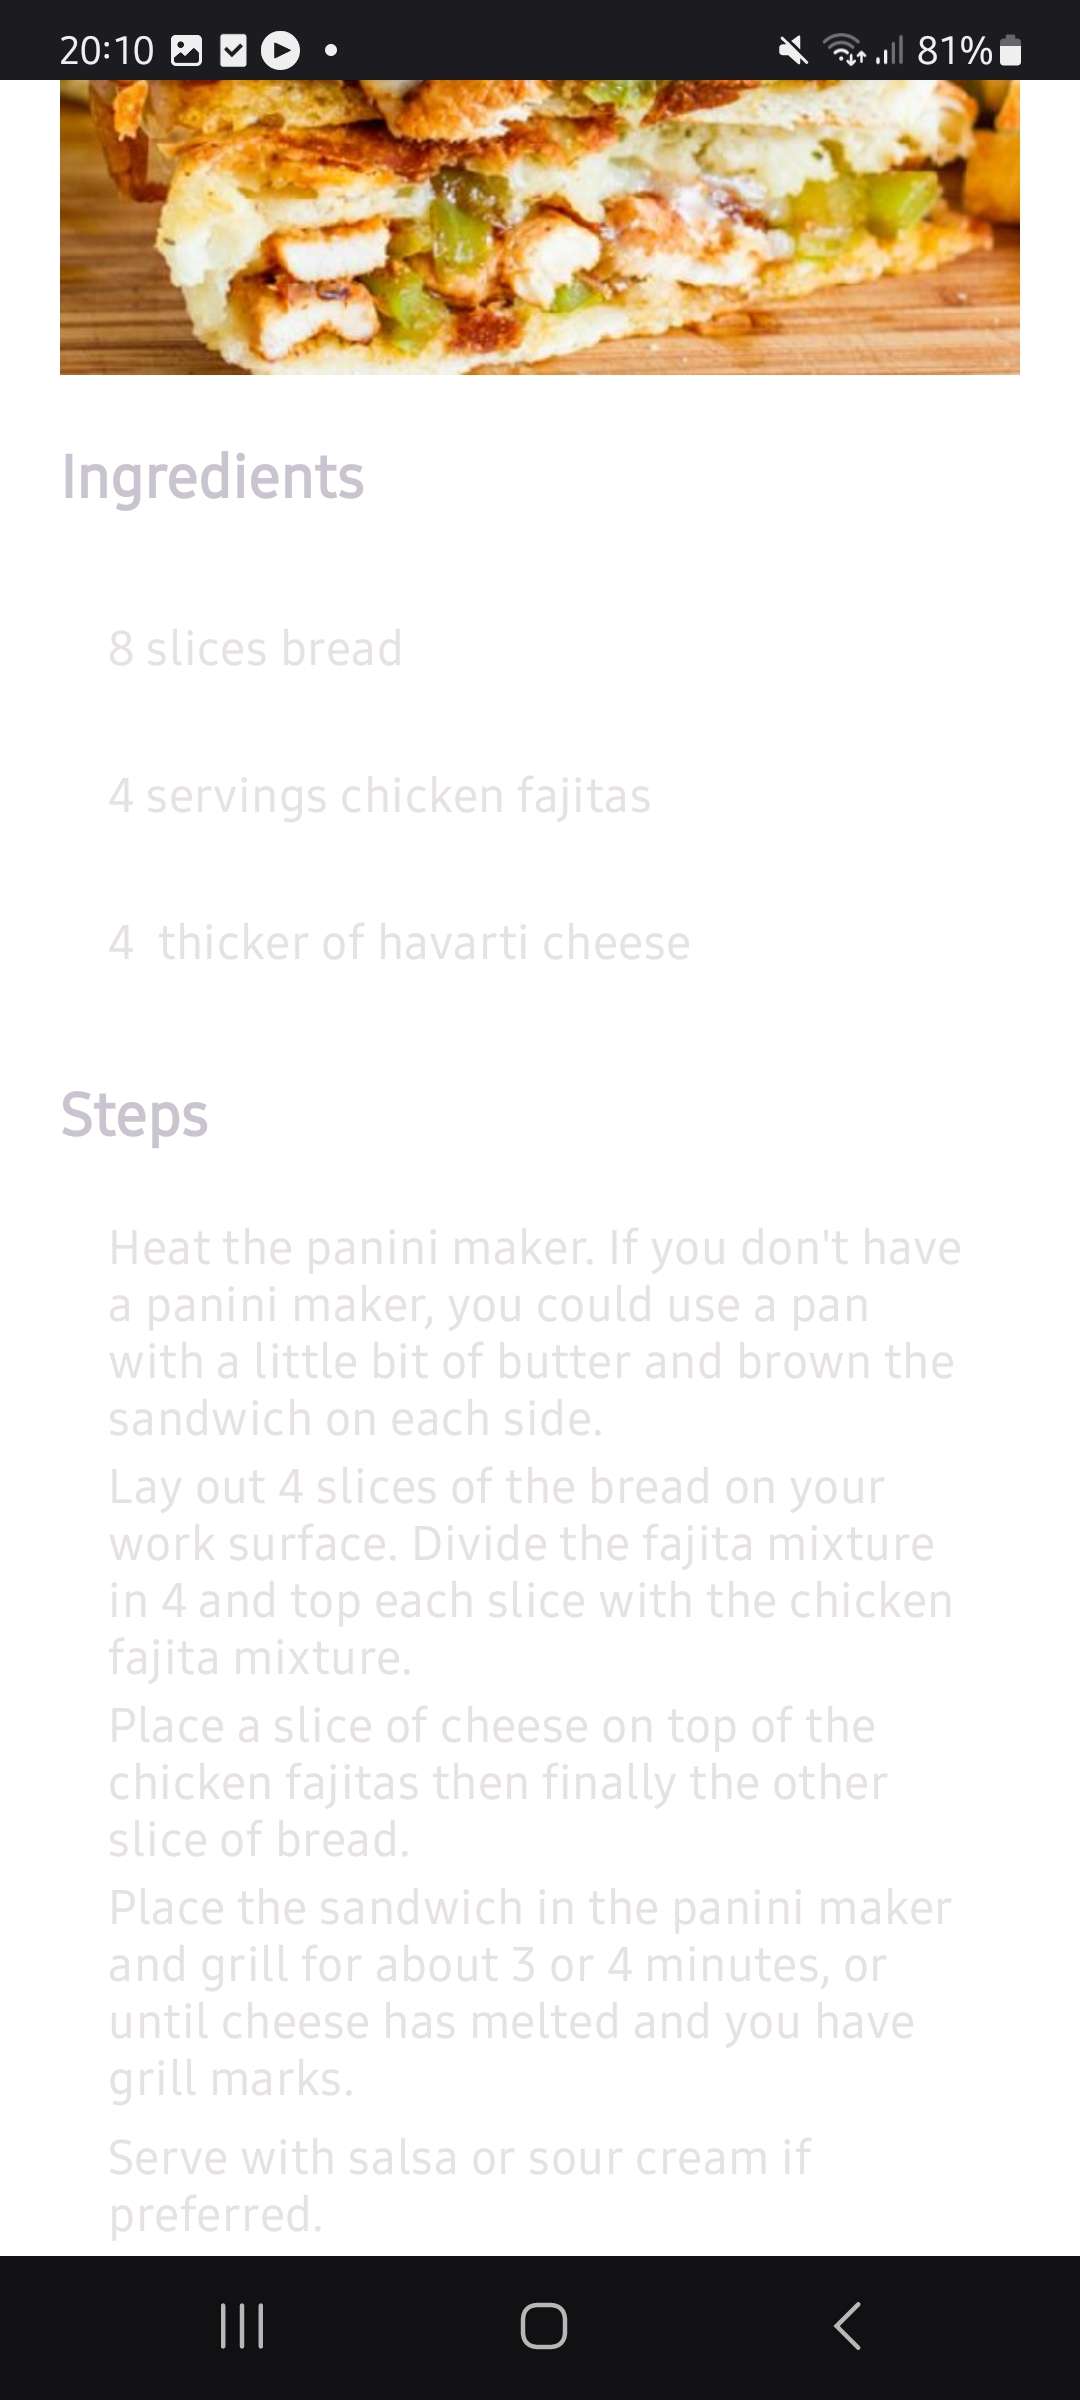 20:10 81%
Ingredients
8 slices bread
4 servings chicken fajitas
4  thicker of havarti cheese
Steps
Heat the panini maker. If you don't have
a panini maker, you could use a pan
with a little bit of butter and brown the
sandwich on each side.
Lay out 4 slices of the bread on your
work surface. Divide the fajita mixture
in 4 and top each slice with the chicken
fajita mixture.
Place a slice of cheese on top of the
chicken fajitas then finally the other
slice of bread.
Place the sandwich in the panini maker
and grill for about 3 or 4 minutes, or
until cheese has melted and you have
grill marks.
Serve with salsa or sour cream if
preferred.